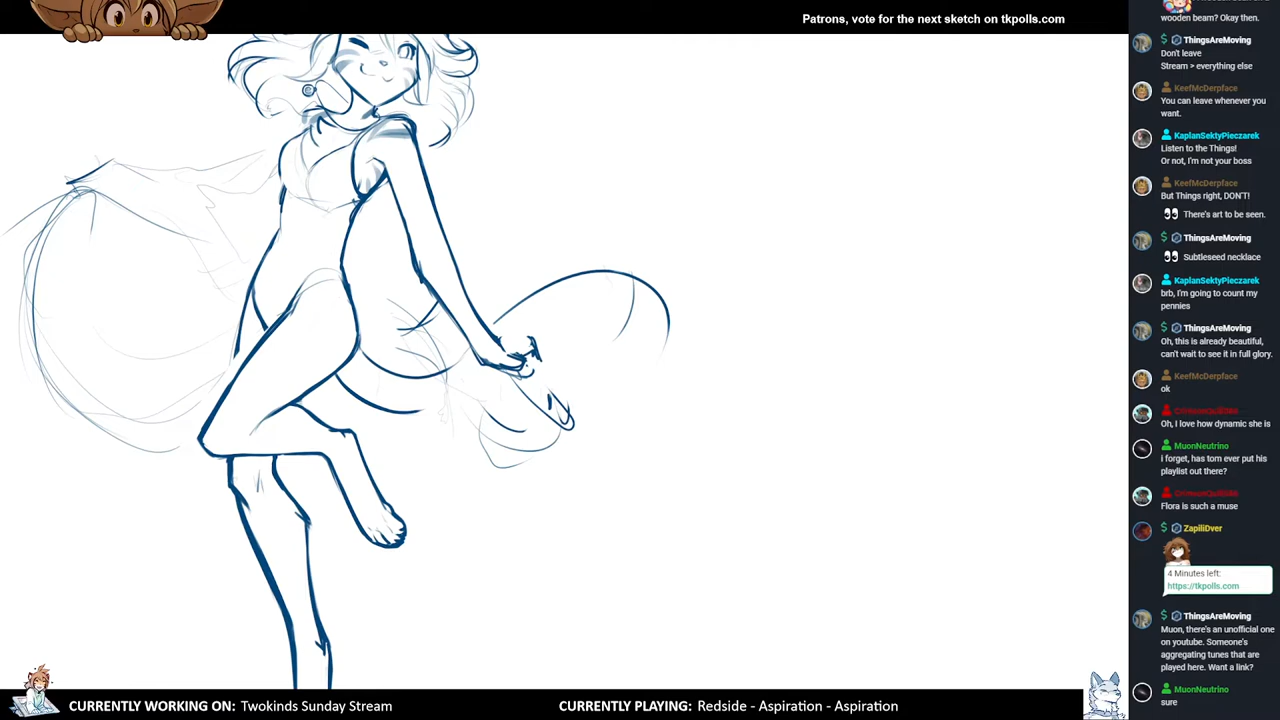 Patrons, vote for the next sketch on tkpolls.com
wooden beam? Okay then.
$ ThingsAreMoving
Don't leave
Stream > everything else
KeefMcDerpface
You can leave whenever you
want.
KaplanSektyPieczarek
Listen to the Things!
Or not, I'm not your boss
KeefMcDerpface
But Things right, DON'T!
👀 There's art to be seen.
$ ThingsAreMoving
👀 Subtleseed necklace
KaplanSektyPieczarek
brb, I'm going to count my
pennies
$ ThingsAreMoving
Oh, this is already beautiful,
can't wait to see it in full glory.
KeefMcDerpface
ok
Oh, I love how dynamic she is
MuonNeutrino
i forget, has tom ever put his
playlist out there?
Flora is such a muse
$ ZapiliDver
4 Minutes left:
https://tkpolls.com
$ ThingsAreMoving
Muon, there's an unofficial one
on youtube. Someone's
aggregating tunes that are
played here. Want a link?
MuonNeutrino
sure
CURRENTLY WORKING ON: Twokinds Sunday Stream
CURRENTLY PLAYING: Redside - Aspiration - Aspiration